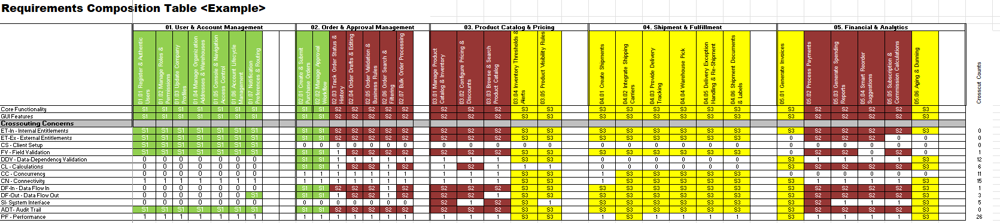 Requirements Composition Table <Example>
01. User & Account Management
02. Order & Approval Management
03. Product Catalog & Pricing
04. Shipment & Fulfillment
05. Financial & Analytics
01.01 Register & Authentic Users
01.02 Manage Roles & Permissions
01.03 Update Company Profiles
01.04 Manage Organization Addresses & Warehouses
01.05 Console & Navigation Access Control
01.06 Account Lifecycle Management
01.07 Notification Preferences & Routing
02.01 Create & Submit Purchase Orders
02.02 Manage Approval Workflow
02.03 Track Order Status & History
02.04 Order Drafts & Editing
02.05 Order Validation & Business Rules
02.06 Order Search & Filtering
02.07 Bulk Order Processing
03.01 Manage Product Catalog & Inventory
03.02 Configure Pricing & Discounts
03.03 Browse & Search Product Catalog
03.04 Inventory Thresholds & Alerts
03.05 Product Visibility Rules
04.01 Create Shipments
04.02 Integrate Shipping Carriers
04.03 Provide Delivery Tracking
04.04 Warehouse Pick
04.05 Delivery Exception Handling & Re-Shipment
04.06 Shipment Documents & Labels
05.01 Generate Invoices
05.02 Process Payments
05.03 Generate Spending Reports
05.04 Smart Reorder Suggestions
05.05 Subscription & Commission Calculations
05.06 Aging & Dunning
Crosscut Counts
Core Functionality S1 S1 S1 S1 S1 S1 S1 S1 S1 S2 S2 S2 S2 S2 S2 S2 S2 S3 S3 S3 S3 S3 S3 S3 S3 S3 S2 S2 S2 S2 S3
GUI Features S1 S1 S1 S1 S1 S1 S1 S1 S1 S2 S2 S2 S2 S2 S2 S2 S2 S3 S3 S3 S3 S3 S3 S3 S3 S3 S2 S2 S2 S2 S3
Crosscuting Concerns
ET-In - Internal Entitlements S1 S1 S1 S1 S1 S1 S1 S1 S1 S2 S2 S2 S2 S2 S2 S2 S2 S3 S3 S3 S3 S3 S3 S3 S3 S3 S2 S2 S2 S2 S3 0
ET-Ex - External Entitlements S1 S1 S1 S1 S1 S1 S1 S1 S1 S2 S2 S2 S2 S2 S2 S2 S2 S3 S3 S3 S3 S3 S3 S3 S3 S3 S2 S2 S2 0 0 0
CS - Client Setup S1 S1 S1 S1 S1 S1 S1 0 0 0 0 0 0 0 0 0 0 0 0 0 0 0 0 0 0 0 0 0 0 0 0 0
FV - Field Validation S1 S1 S1 S1 S1 S1 S1 S1 S1 1 S2 S2 S2 S2 S2 S2 S2 S3 S3 S3 S3 S3 S3 S3 S3 S3 S2 S2 0 S2 S3 1
DDV - Data-Dependency Validation 0 0 0 0 0 0 0 S1 S1 1 1 1 1 1 1 1 1 S3 S3 0 0 0 0 0 0 S3 1 1 1 1 S3 12
CL - Calculations 0 0 0 0 0 0 0 S1 S1 1 S2 S2 1 S2 1 S2 1 1 1 0 0 0 0 0 0 S3 S2 S2 S2 S2 S3 6
CC - Concurrency 0 0 0 0 0 0 0 1 1 1 1 1 1 1 1 1 1 S3 S3 1 S3 S3 S3 S3 S3 0 0 0 0 0 0 11
CN - Connectivity 1 1 1 1 1 1 1 1 1 1 1 1 1 1 1 1 1 S3 S3 1 S3 S3 S3 S3 S3 S3 1 1 1 1 S3 15
DF-In - Data Flow In 0 0 0 0 0 0 0 S1 S1 S2 S2 S2 1 S2 S2 S2 S2 S3 S3 S3 S3 S3 S3 S3 S3 S3 S2 S2 S2 S2 S3 1
DF-Out - Data Flow Out 0 0 0 0 0 0 S1 S1 S1 1 S2 S2 1 S2 S2 S2 1 S3 S3 S3 S3 S3 S3 S3 S3 S3 S2 S2 S2 S2 S3 3
SI- System Interface 0 0 0 0 0 0 0 0 0 0 0 0 0 0 S2 1 S2 S3 1 S3 S3 S3 S3 S3 S3 S3 S2 1 1 1 S3 5
ADT- Audit Trail S1 S1 S1 S1 S1 S1 S1 S1 S1 S2 S2 S2 S2 S2 S2 S2 S2 S3 S3 S3 S3 S3 S3 S3 S3 S3 S2 S2 S2 S2 S3 0
PF - Performance 1 1 1 1 1 1 1 1 1 1 1 1 1 1 1 1 1 S3 S3 1 S3 1 1 1 1 S3 1 1 1 1 S3 26